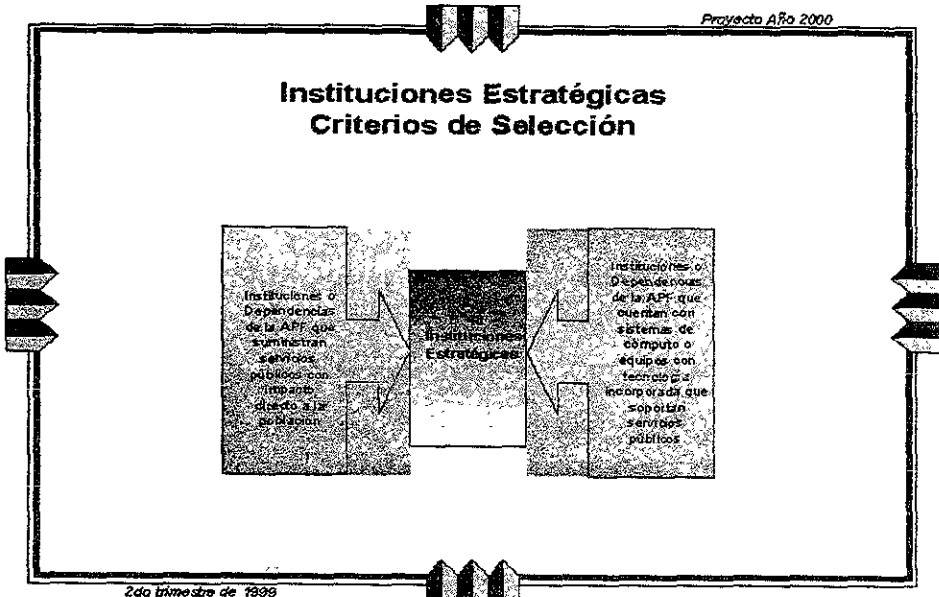 Proyecto Año 2000
Instituciones Estratégicas
Criterios de Selección
Instituciones o
Dependencias
de la APF que
suministran
servicios
públicos con
impacto
directo a la
población
Instituciones
Estratégicas
Instituciones o
Dependencias
de la APF que
cuentan con
sistemas de
cómputo o
equipos con
tecnología
incorporada que
soportan
servicios
públicos
2do trimestre de 1999